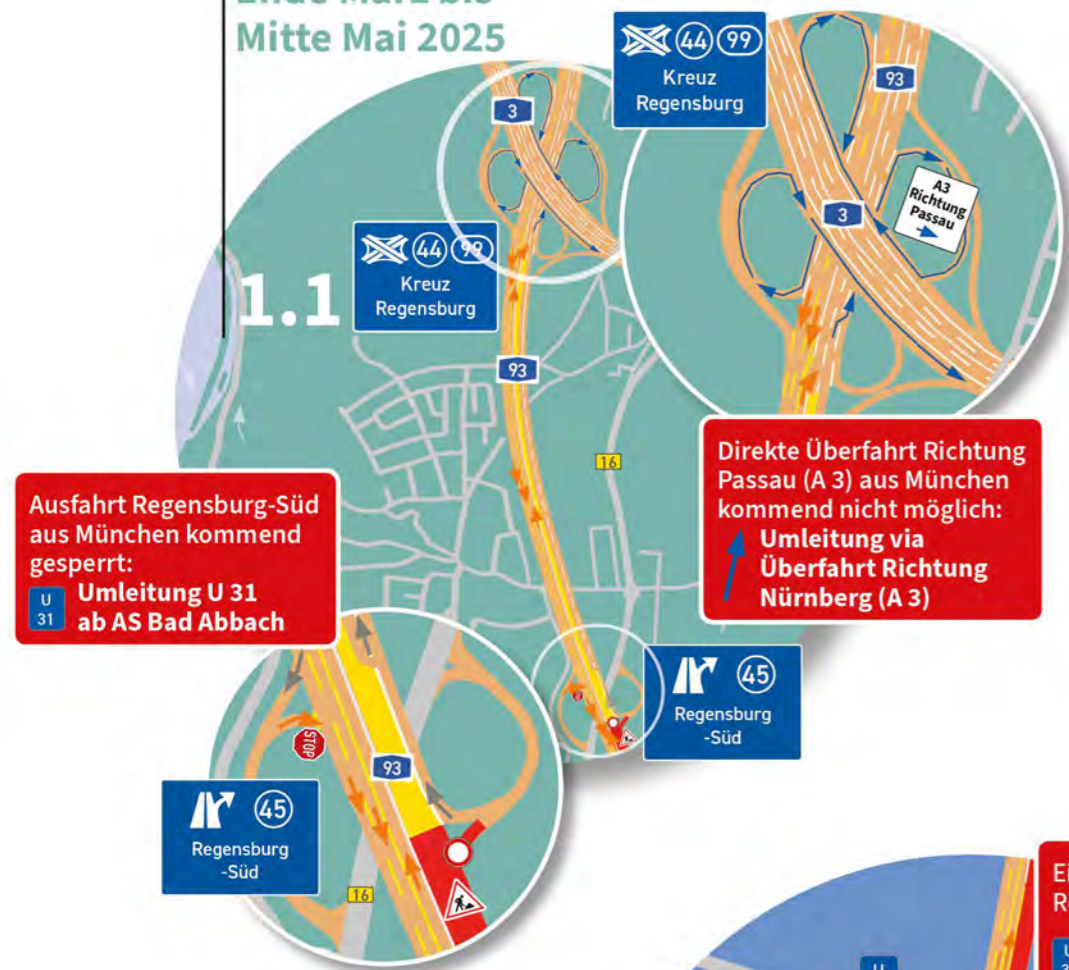 Ende März bis
Mitte Mai 2025
44 99
Kreuz
Regensburg
93
3
A3
Richtung
Passau
3
44 99
Kreuz
Regensburg
1.1
93
16
Ausfahrt Regensburg-Süd
aus München kommend
gesperrt:
U
31
Umleitung U 31
ab AS Bad Abbach
Direkte Überfahrt Richtung
Passau (A 3) aus München
kommend nicht möglich:
Umleitung via
Überfahrt Richtung
Nürnberg (A 3)
45
Regensburg
-Süd
STOP
93
45
Regensburg
-Süd
16
U